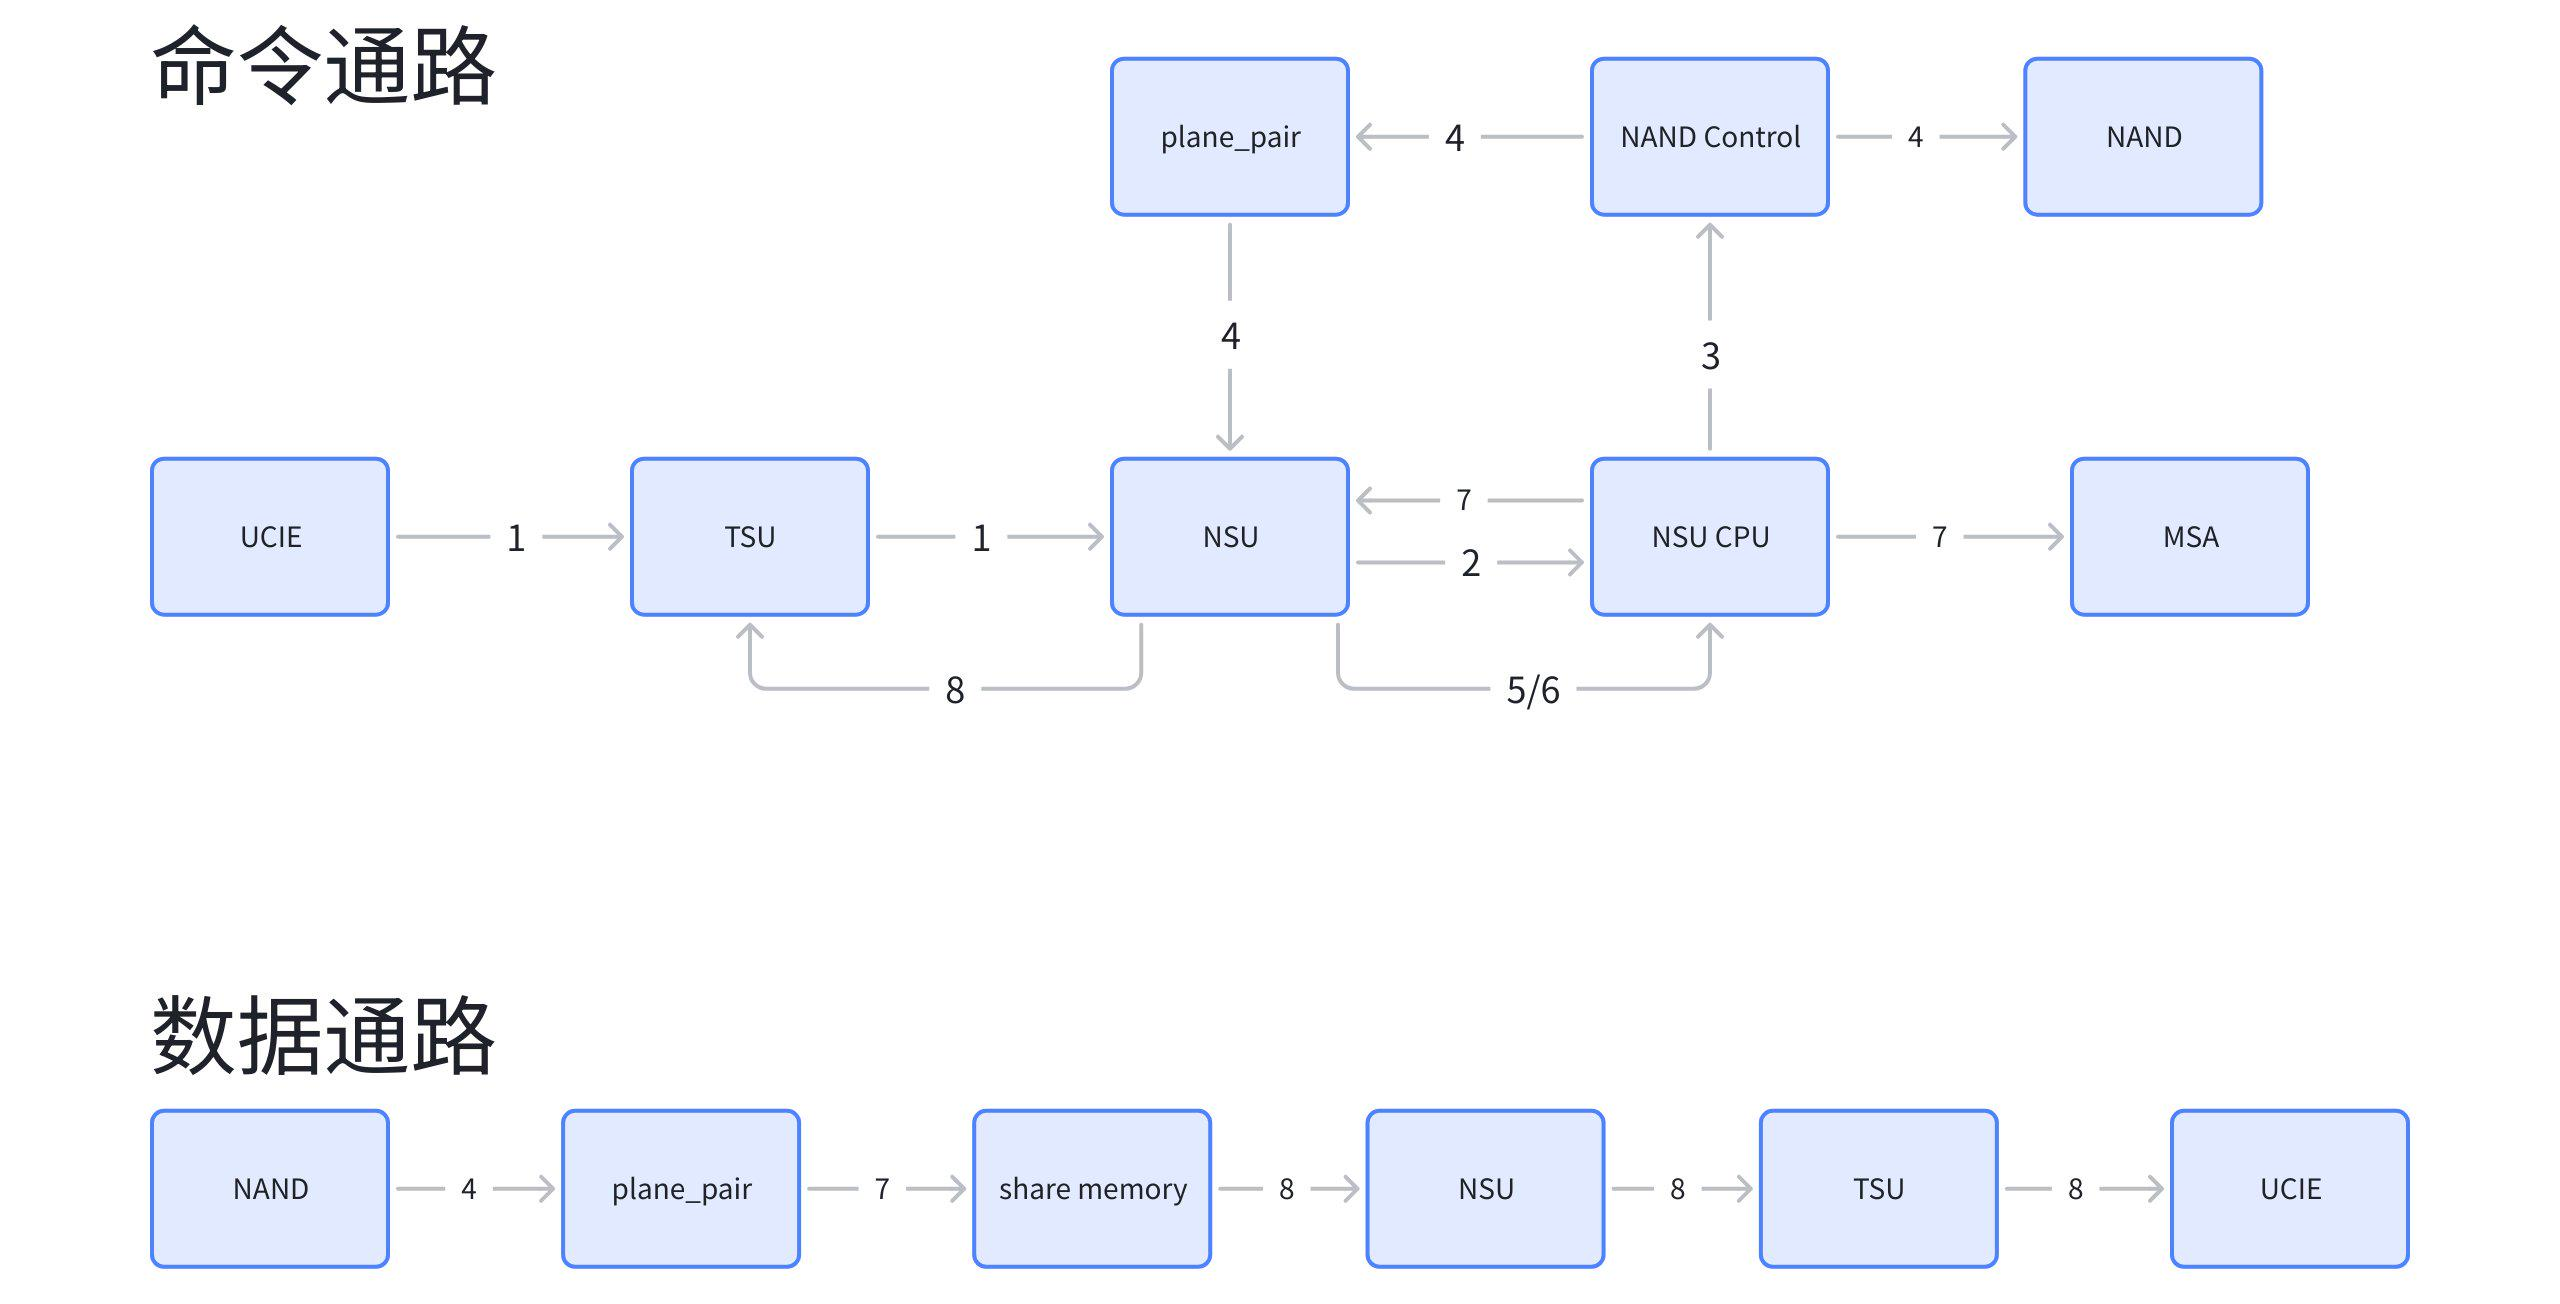 命令通路
plane_pair
4
NAND Control
4
NAND
4
3
UCIE
1
TSU
1
NSU
7
2
NSU CPU
7
MSA
8
5/6
数据通路
NAND
4
plane_pair
7
share memory
8
NSU
8
TSU
8
UCIE